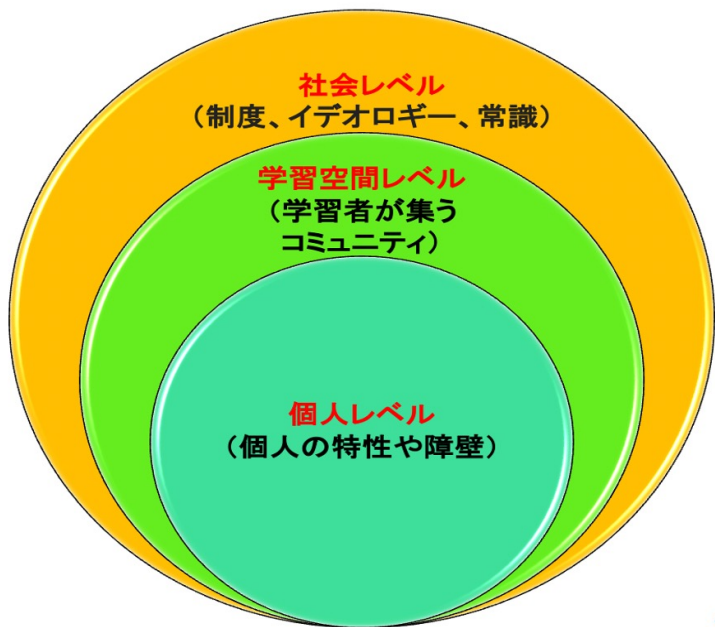 社会レベル
（制度、イデオロギー、常識）
学習空間レベル
（学習者が集う
コミュニティ）
個人レベル
（個人の特性や障壁）